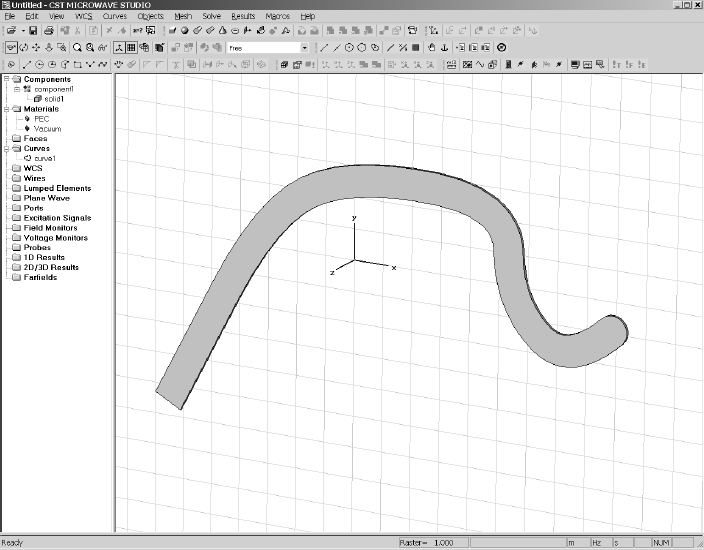 Untitled - CST MICROWAVE STUDIO
File Edit View WCS Curves Objects Mesh Solve Results Macros Help
Free
Components
component1
solid1
Materials
PEC
Vacuum
Faces
Curves
curve1
WCS
Wires
Lumped Elements
Plane Wave
Ports
Excitation Signals
Field Monitors
Voltage Monitors
Probes
1D Results
2D/3D Results
Farfields
y
x
z
Ready Raster= 1.000 m Hz s NUM